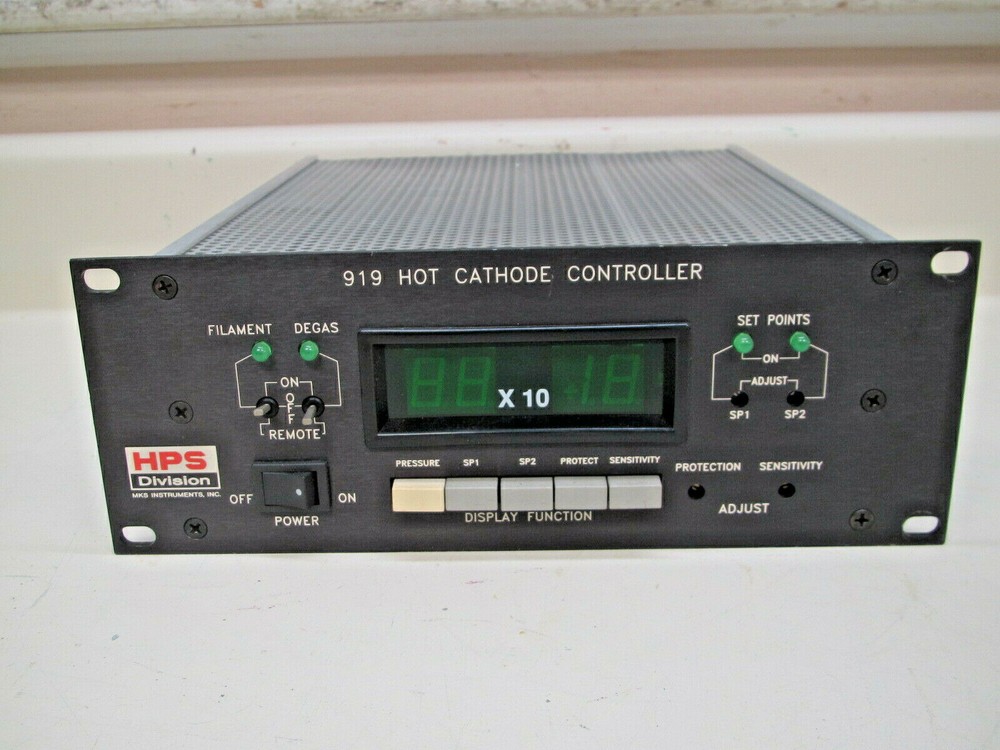 919 HOT CATHODE CONTROLLER
FILAMENT DEGAS
ON
OFF
REMOTE
X 10
SET POINTS
ON
ADJUST
SP1 SP2
HPS
Division
MKS INSTRUMENTS, INC.
OFF ON
POWER
PRESSURE SP1 SP2 PROTECT SENSITIVITY
DISPLAY FUNCTION
PROTECTION SENSITIVITY
ADJUST